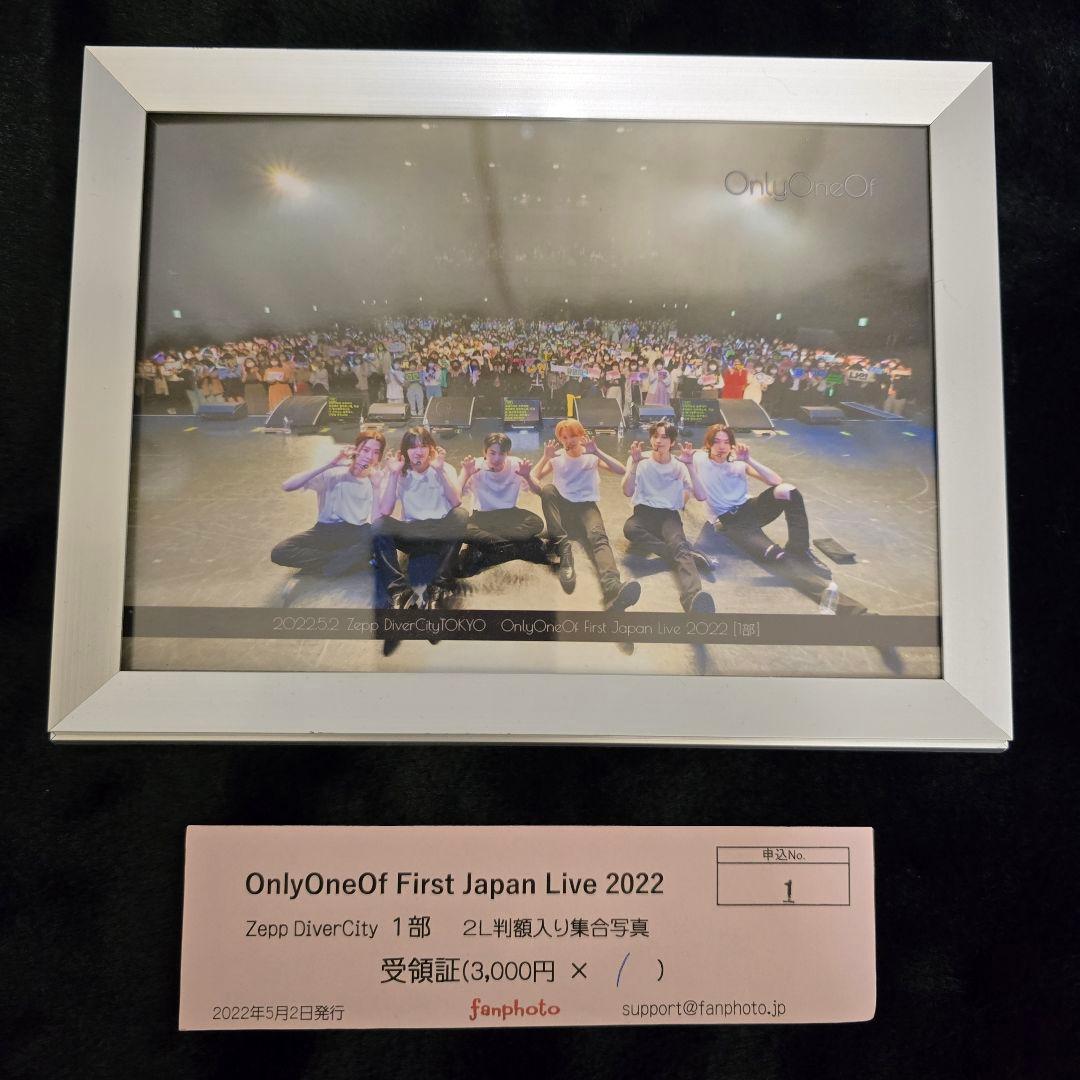 OnlyOneOf
2022.5.2 Zepp DiverCityTOKYO OnlyOneOf First Japan Live 2022 [1部]
申込No.
1
OnlyOneOf First Japan Live 2022
Zepp DiverCity 1部 2L判額入り集合写真
受領証(3,000円 × / )
2022年5月2日発行 fanphoto support@fanphoto.jp